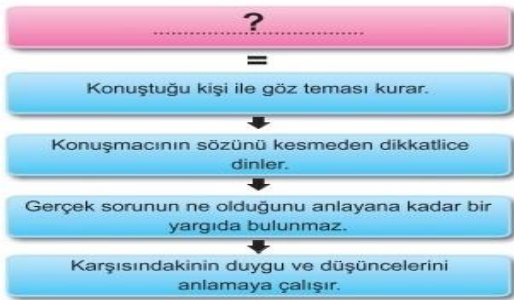 ?
......................................
=
Konuştuğu kişi ile göz teması kurar.
Konuşmacının sözünü kesmeden dikkatlice
dinler.
Gerçek sorunun ne olduğunu anlayana kadar bir
yargıda bulunmaz.
Karşısındakinin duygu ve düşüncelerini
anlamaya çalışır.